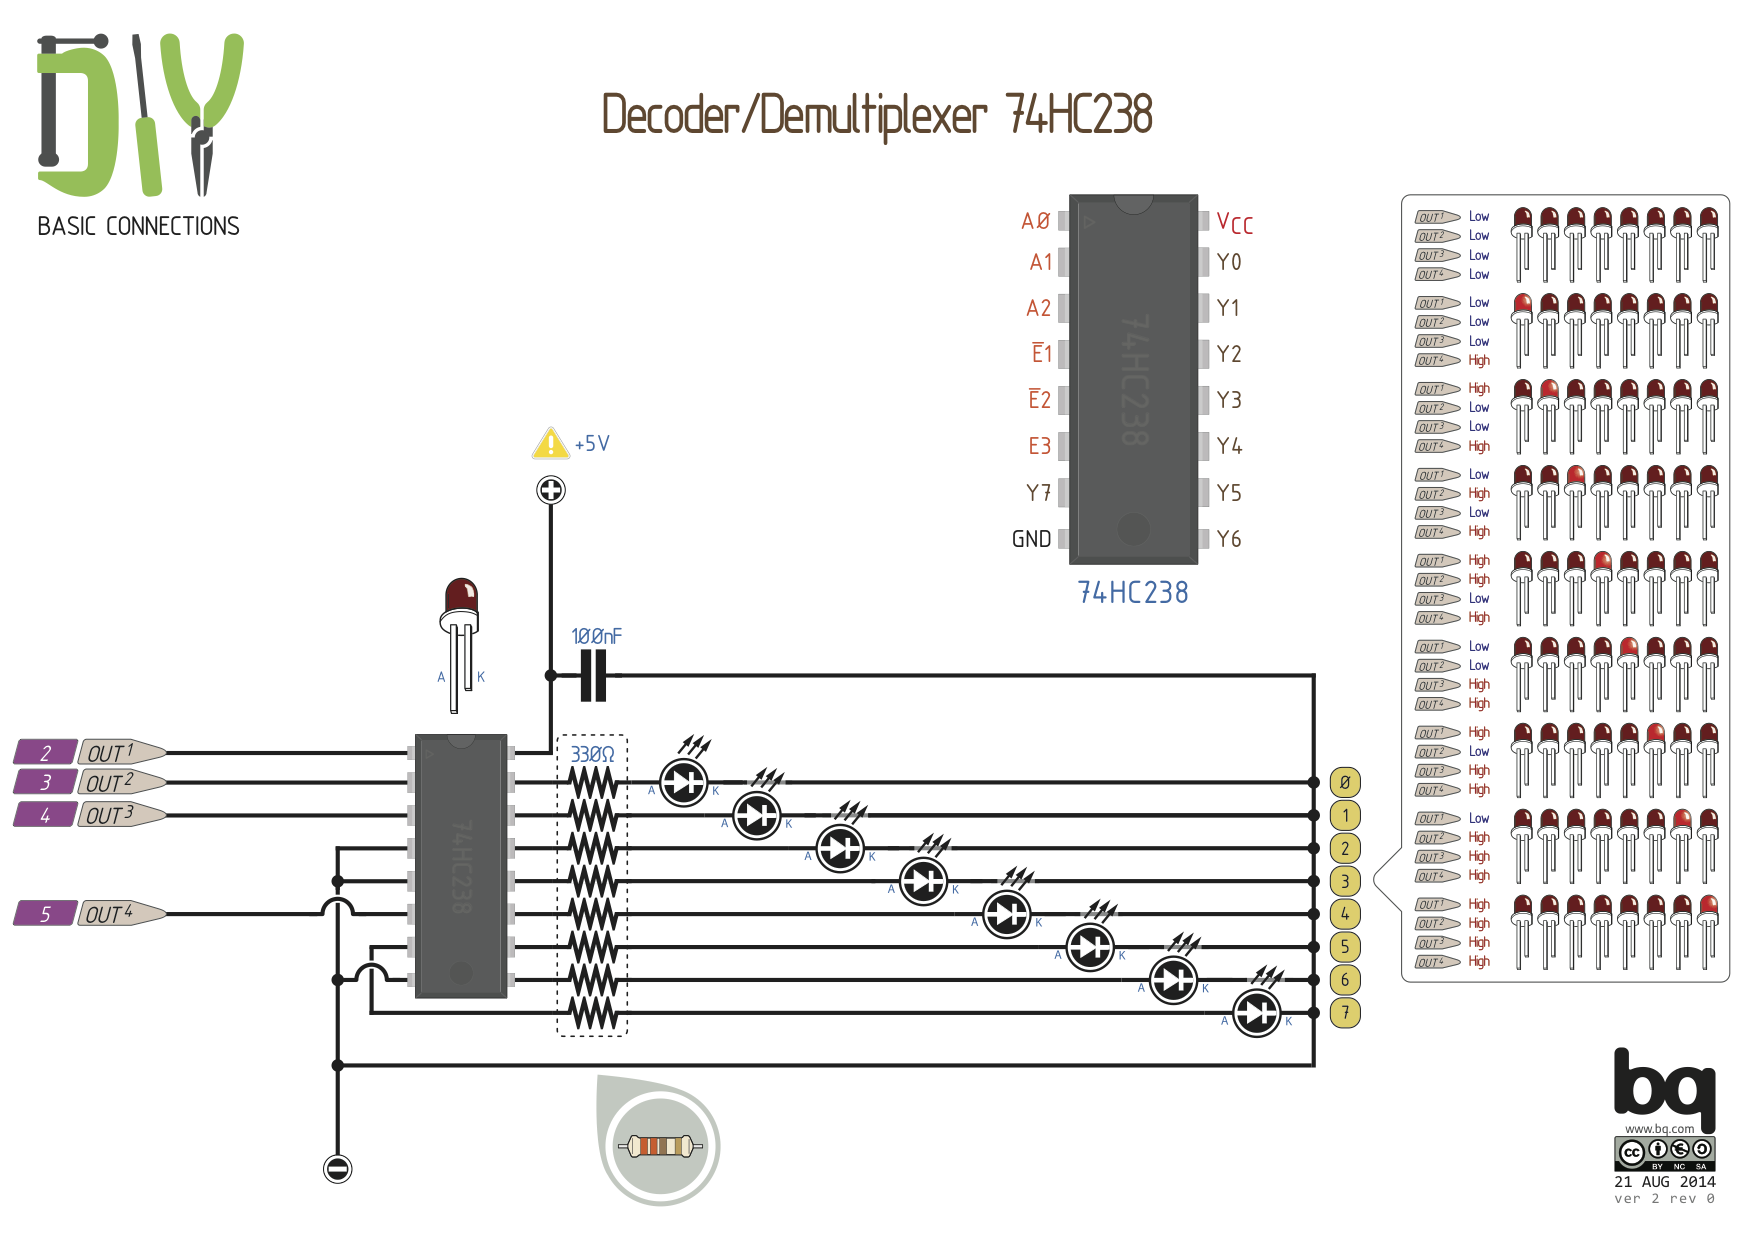 DIY
BASIC CONNECTIONS
Decoder/Demultiplexer 74HC238
AØ
A1
A2
E̅1
E̅2
E3
Y7
GND
VCC
Y0
Y1
Y2
Y3
Y4
Y5
Y6
74HC238
74HC238
+5V
100nF
A K
330Ω
2 OUT1
3 OUT2
4 OUT3
5 OUT4
74HC238
A K
A K
A K
A K
A K
A K
A K
A K
Ø
1
2
3
4
5
6
7
OUT1 Low
OUT2 Low
OUT3 Low
OUT4 Low
OUT1 Low
OUT2 Low
OUT3 Low
OUT4 High
OUT1 High
OUT2 Low
OUT3 Low
OUT4 High
OUT1 Low
OUT2 High
OUT3 Low
OUT4 High
OUT1 High
OUT2 High
OUT3 Low
OUT4 High
OUT1 Low
OUT2 Low
OUT3 High
OUT4 High
OUT1 High
OUT2 Low
OUT3 High
OUT4 High
OUT1 Low
OUT2 High
OUT3 High
OUT4 High
OUT1 High
OUT2 High
OUT3 High
OUT4 High
bq
www.bq.com
cc
BY NC SA
21 AUG 2014
ver 2 rev 0